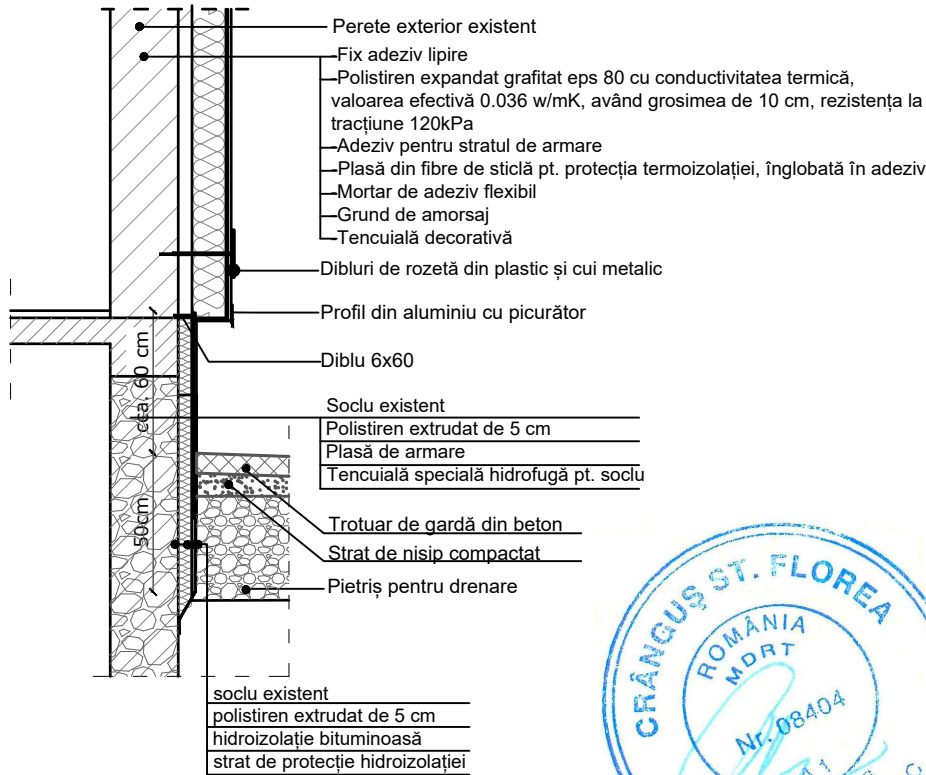 Perete exterior existent
Fix adeziv lipire
Polistiren expandat grafitat eps 80 cu conductivitatea termică,
valoarea efectivă 0.036 w/mK, având grosimea de 10 cm, rezistența la
tracțiune 120kPa
Adeziv pentru stratul de armare
Plasă din fibre de sticlă pt. protecția termoizolației, înglobată în adeziv
Mortar de adeziv flexibil
Grund de amorsaj
Tencuială decorativă
Dibluri de rozetă din plastic și cui metalic
Profil din aluminiu cu picurător
Diblu 6x60
cca. 60 cm
Soclu existent
Polistiren extrudat de 5 cm
Plasă de armare
Tencuială specială hidrofugă pt. soclu
50cm
Trotuar de gardă din beton
Strat de nisip compactat
Pietriș pentru drenare
soclu existent
polistiren extrudat de 5 cm
hidroizolație bituminoasă
strat de protecție hidroizolației
CRÂNGUȘ ST. FLOREA
ROMÂNIA
MDRT
Nr. 08404